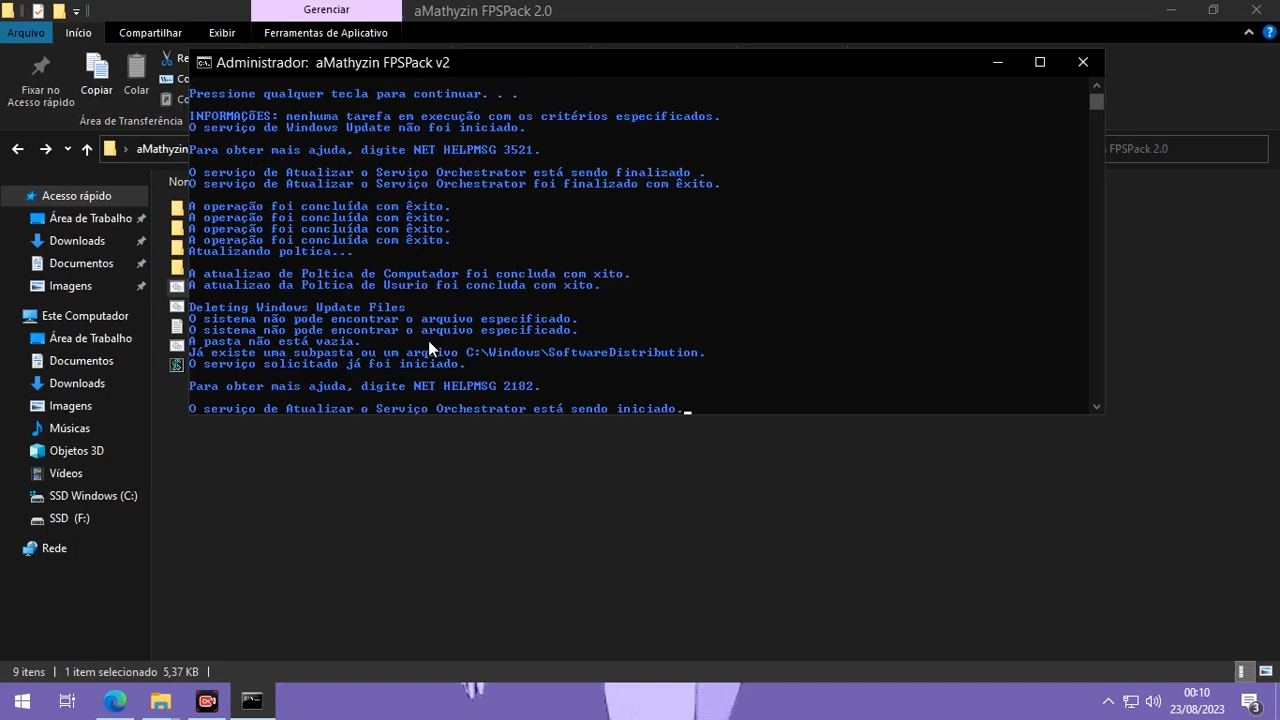 Gerenciar
aMathyzin FPSPack 2.0
Arquivo
Início
Compartilhar
Exibir
Ferramentas de Aplicativo
Fixar no
Acesso rápido
Copiar
Colar
Área de Transferência
Administrador: aMathyzin FPSPack v2
Pressione qualquer tecla para continuar. . .
INFORMAÇÕES: nenhuma tarefa em execução com os critérios especificados.
O serviço de Windows Update não foi iniciado.
Para obter mais ajuda, digite NET HELPMSG 3521.
O serviço de Atualizar o Serviço Orchestrator está sendo finalizado .
O serviço de Atualizar o Serviço Orchestrator foi finalizado com êxito.
A operação foi concluída com êxito.
A operação foi concluída com êxito.
A operação foi concluída com êxito.
A operação foi concluída com êxito.
Atualizando poltica...
A atualizao de Poltica de Computador foi concluda com xito.
A atualizao da Poltica de Usurio foi concluda com xito.
Deleting Windows Update Files
O sistema não pode encontrar o arquivo especificado.
O sistema não pode encontrar o arquivo especificado.
A pasta não está vazia.
Já existe uma subpasta ou um arquivo C:\Windows\SoftwareDistribution.
O serviço solicitado já foi iniciado.
Para obter mais ajuda, digite NET HELPMSG 2182.
O serviço de Atualizar o Serviço Orchestrator está sendo iniciado.
aMathyzin
FPSPack 2.0
Acesso rápido
Área de Trabalho
Downloads
Documentos
Imagens
Este Computador
Área de Trabalho
Documentos
Downloads
Imagens
Músicas
Objetos 3D
Vídeos
SSD Windows (C:)
SSD (F:)
Rede
9 itens
1 item selecionado 5,37 KB
00:10
23/08/2023
3